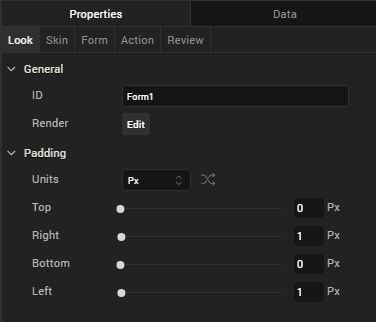 Properties Data
Look Skin Form Action Review
General
ID Form1
Render Edit
Padding
Units Px
Top 0 Px
Right 1 Px
Bottom 0 Px
Left 1 Px